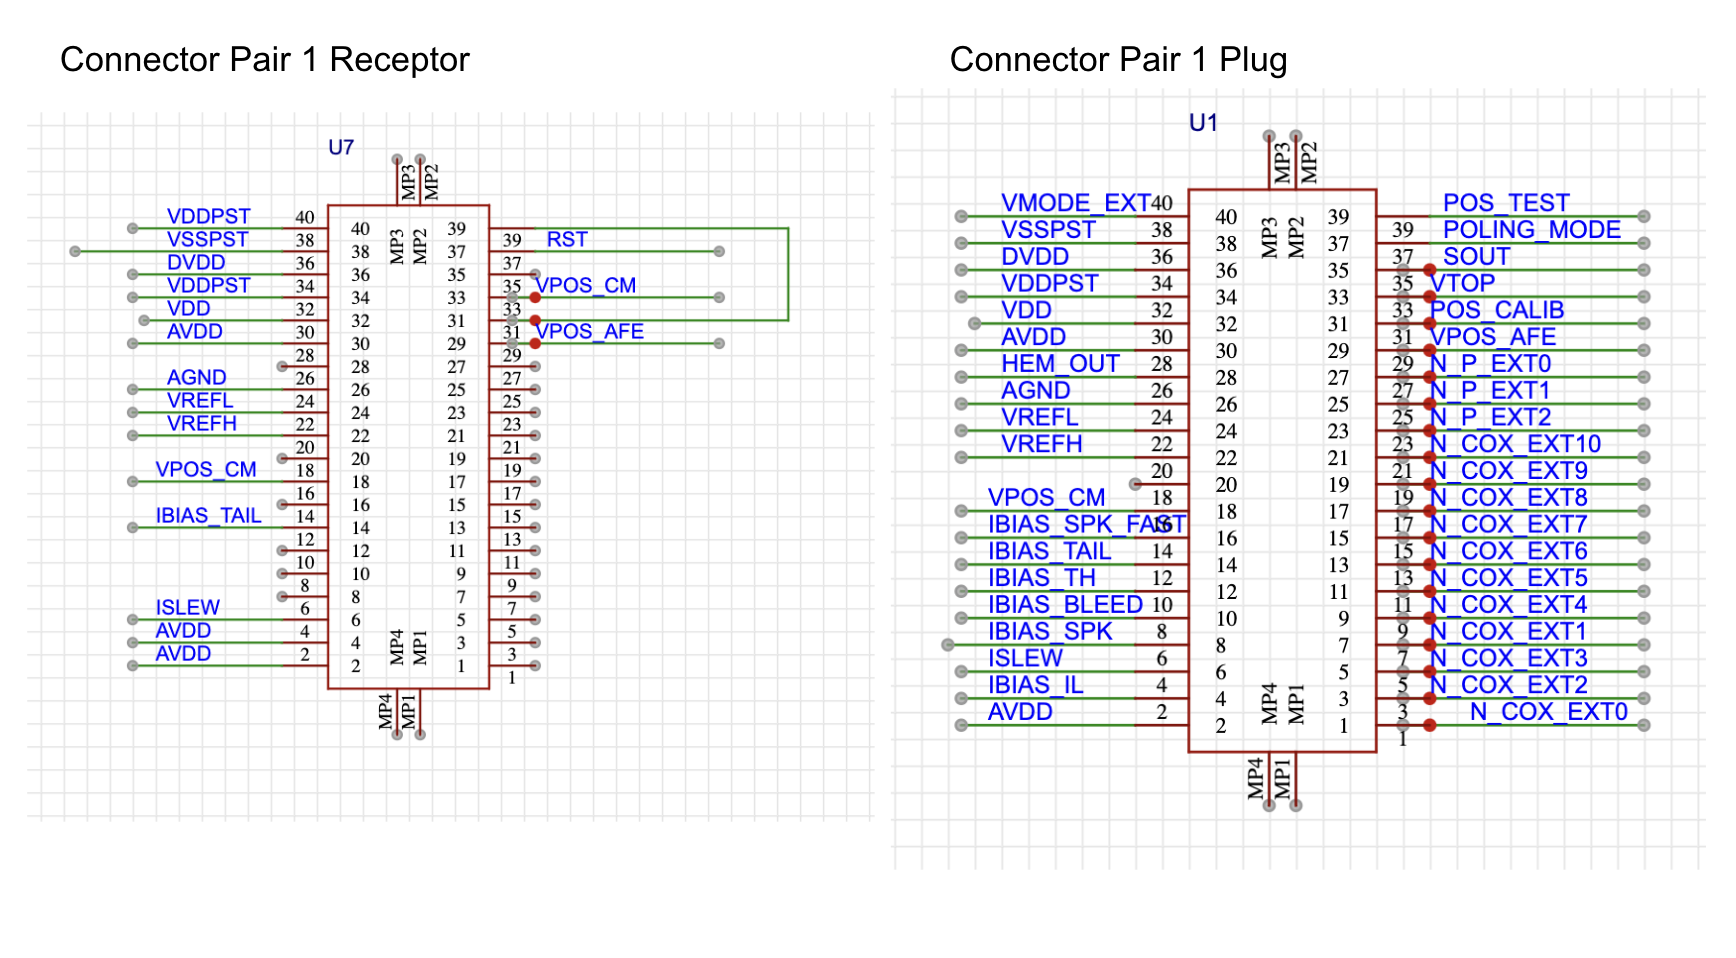 Connector Pair 1 Receptor
U7
MP3 MP2
VDDPST 40 40 39
VSSPST 38 38 37 39 RST
DVDD 36 36 35 37
VDDPST 34 34 33 35 VPOS_CM
VDD 32 32 31 33
AVDD 30 30 29 31 VPOS_AFE
28 28 27 29
AGND 26 26 25 27
VREFL 24 24 23 25
VREFH 22 22 21 23
20 20 19 21
VPOS_CM 18 18 17 19
16 16 15 17
IBIAS_TAIL 14 14 13 15
12 12 11 13
10 10 9 11
8 8 7 9
ISLEW 6 6 5 7
AVDD 4 4 3 5
AVDD 2 2 1 3
1
MP3 MP2
MP4 MP1
MP4 MP1
Connector Pair 1 Plug
U1
MP3 MP2
VMODE_EXT 40 40 39 POS_TEST
VSSPST 38 38 37 39 POLING_MODE
DVDD 36 36 35 37 SOUT
VDDPST 34 34 33 35 VTOP
VDD 32 32 31 33 POS_CALIB
AVDD 30 30 29 31 VPOS_AFE
HEM_OUT 28 28 27 29 N_P_EXT0
AGND 26 26 25 27 N_P_EXT1
VREFL 24 24 23 25 N_P_EXT2
VREFH 22 22 21 23 N_COX_EXT10
20 20 19 21 N_COX_EXT9
VPOS_CM 18 18 17 19 N_COX_EXT8
IBIAS_SPK_FAST 16 16 15 17 N_COX_EXT7
IBIAS_TAIL 14 14 13 15 N_COX_EXT6
IBIAS_TH 12 12 11 13 N_COX_EXT5
IBIAS_BLEED 10 10 9 11 N_COX_EXT4
IBIAS_SPK 8 8 7 9 N_COX_EXT1
ISLEW 6 6 5 7 N_COX_EXT3
IBIAS_IL 4 4 3 5 N_COX_EXT2
AVDD 2 2 1 3 N_COX_EXT0
1
MP3 MP2
MP4 MP1
MP4 MP1